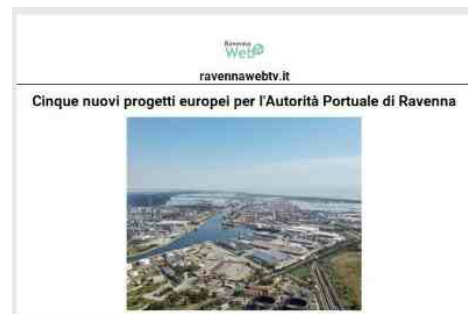 Ravenna
Web
ravennawebtv.it
Cinque nuovi progetti europei per l'Autorità Portuale di Ravenna